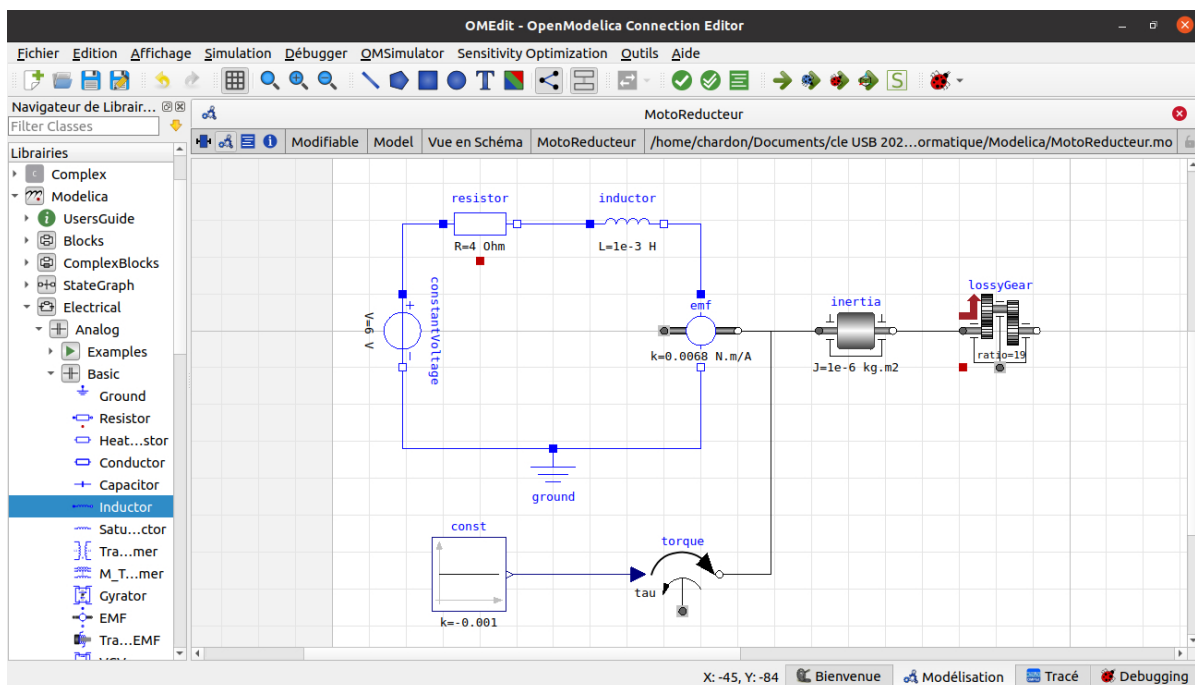 OMEdit - OpenModelica Connection Editor
Fichier Edition Affichage Simulation Débugger OMSimulator Sensitivity Optimization Outils Aide
T
S
Navigateur de Librair...
MotoReducteur
Filter Classes
Modifiable Model Vue en Schéma MotoReducteur /home/chardon/Documents/cle USB 202...ormatique/Modelica/MotoReducteur.mo
Librairies
Complex
Modelica
UsersGuide
Blocks
ComplexBlocks
StateGraph
Electrical
Analog
Examples
Basic
Ground
Resistor
Heat...stor
Conductor
Capacitor
Inductor
Satu...ctor
Tra...mer
M_T...mer
Gyrator
EMF
Tra...EMF
resistor
R=4 Ohm
inductor
L=1e-3 H
constantVoltage
V=6 V
+
−
emf
k=0.0068 N.m/A
inertia
J=1e-6 kg.m2
lossyGear
ratio=19
ground
const
k=-0.001
torque
tau
X: -45, Y: -84 Bienvenue Modélisation Tracé Debugging